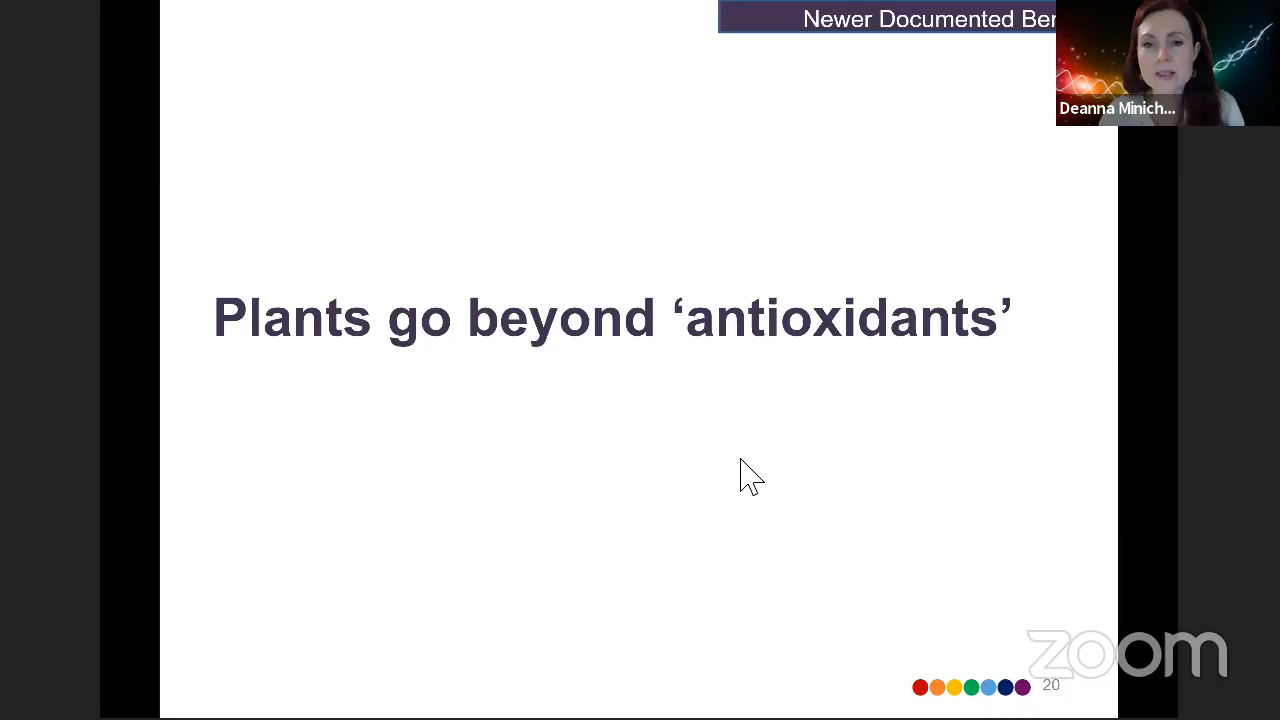 Newer Documented Ber
Deanna Minich...
Plants go beyond ‘antioxidants’
zoom
20